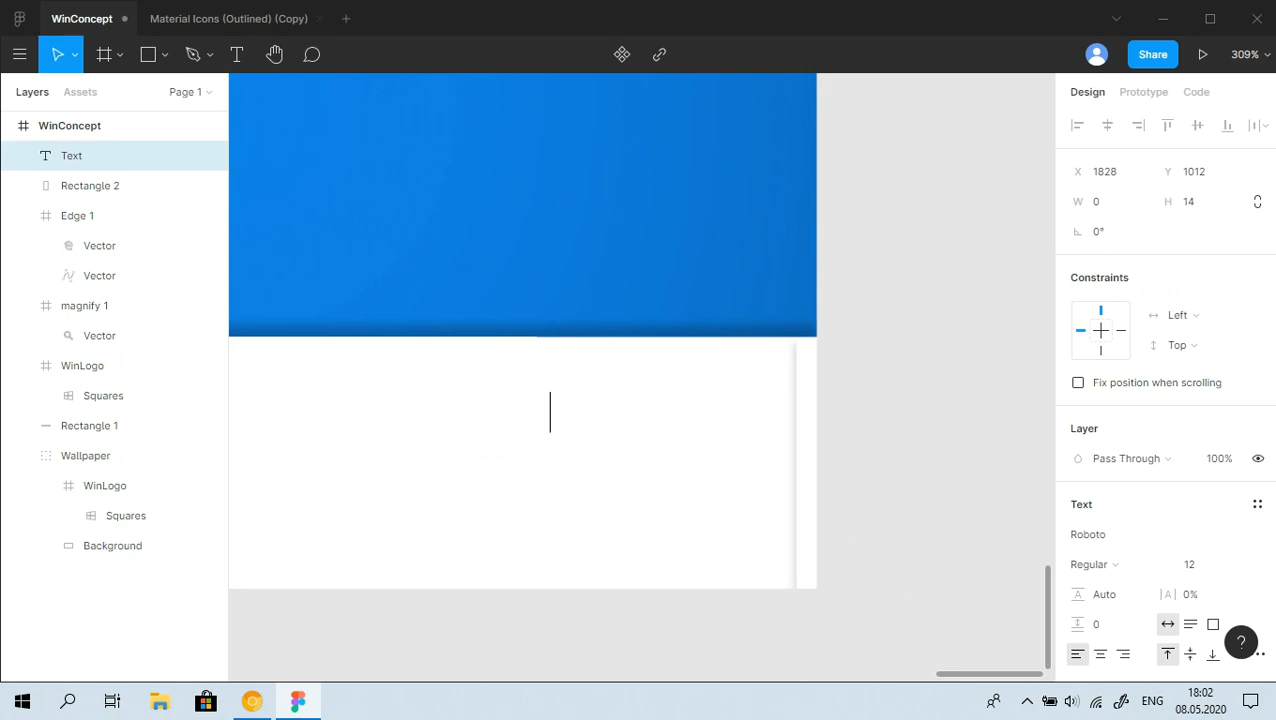 WinConcept
Material Icons (Outlined) (Copy)
Share
309%
Layers
Assets
Page 1
Design
Prototype
Code
WinConcept
Text
Rectangle 2
Edge 1
Vector
Vector
magnify 1
Vector
WinLogo
Squares
Rectangle 1
Wallpaper
WinLogo
Squares
Background
X 1828
Y 1012
W 0
H 14
0°
Constraints
Left
Top
Fix position when scrolling
Layer
Pass Through
100%
Text
Roboto
Regular
12
A Auto
|A| 0%
0
?
ENG
18:02
08.05.2020